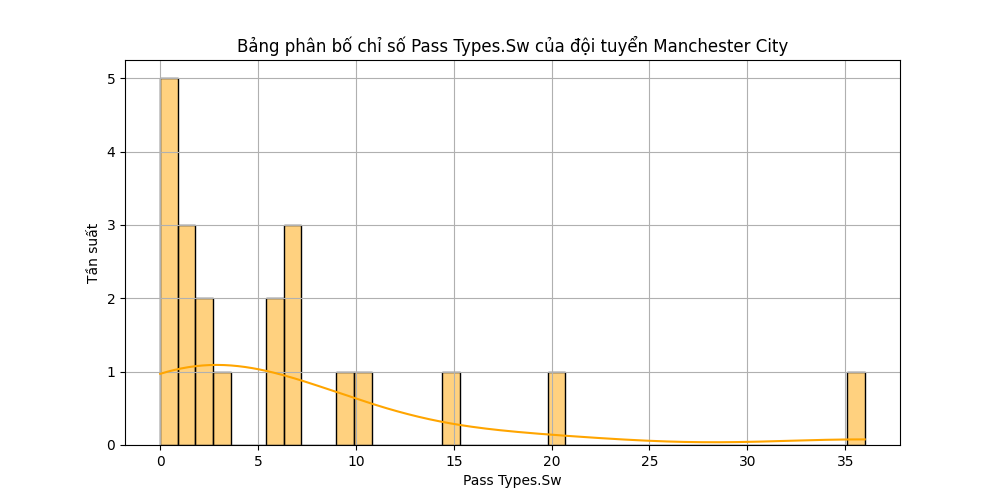 Bảng phân bố chỉ số Pass Types.Sw của đội tuyển Manchester City
Tần suất
5
4
3
2
1
0
0 5 10 15 20 25 30 35
Pass Types.Sw